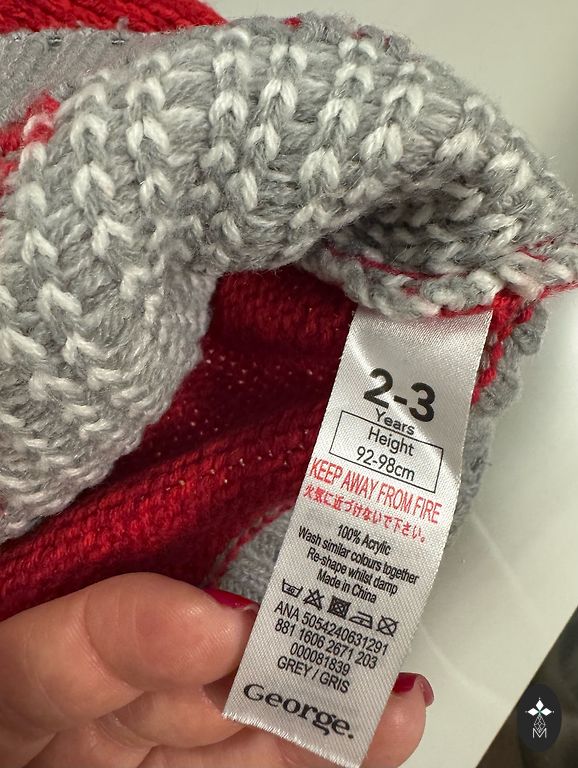 2-3
Years
Height
92-98cm
KEEP AWAY FROM FIRE
火気に近づけないで下さい。
100% Acrylic
Wash similar colours together
Re-shape whilst damp
Made in China
ANA 5054240631291
881 1606 2671 203
000081839
GREY / GRIS
George.
M